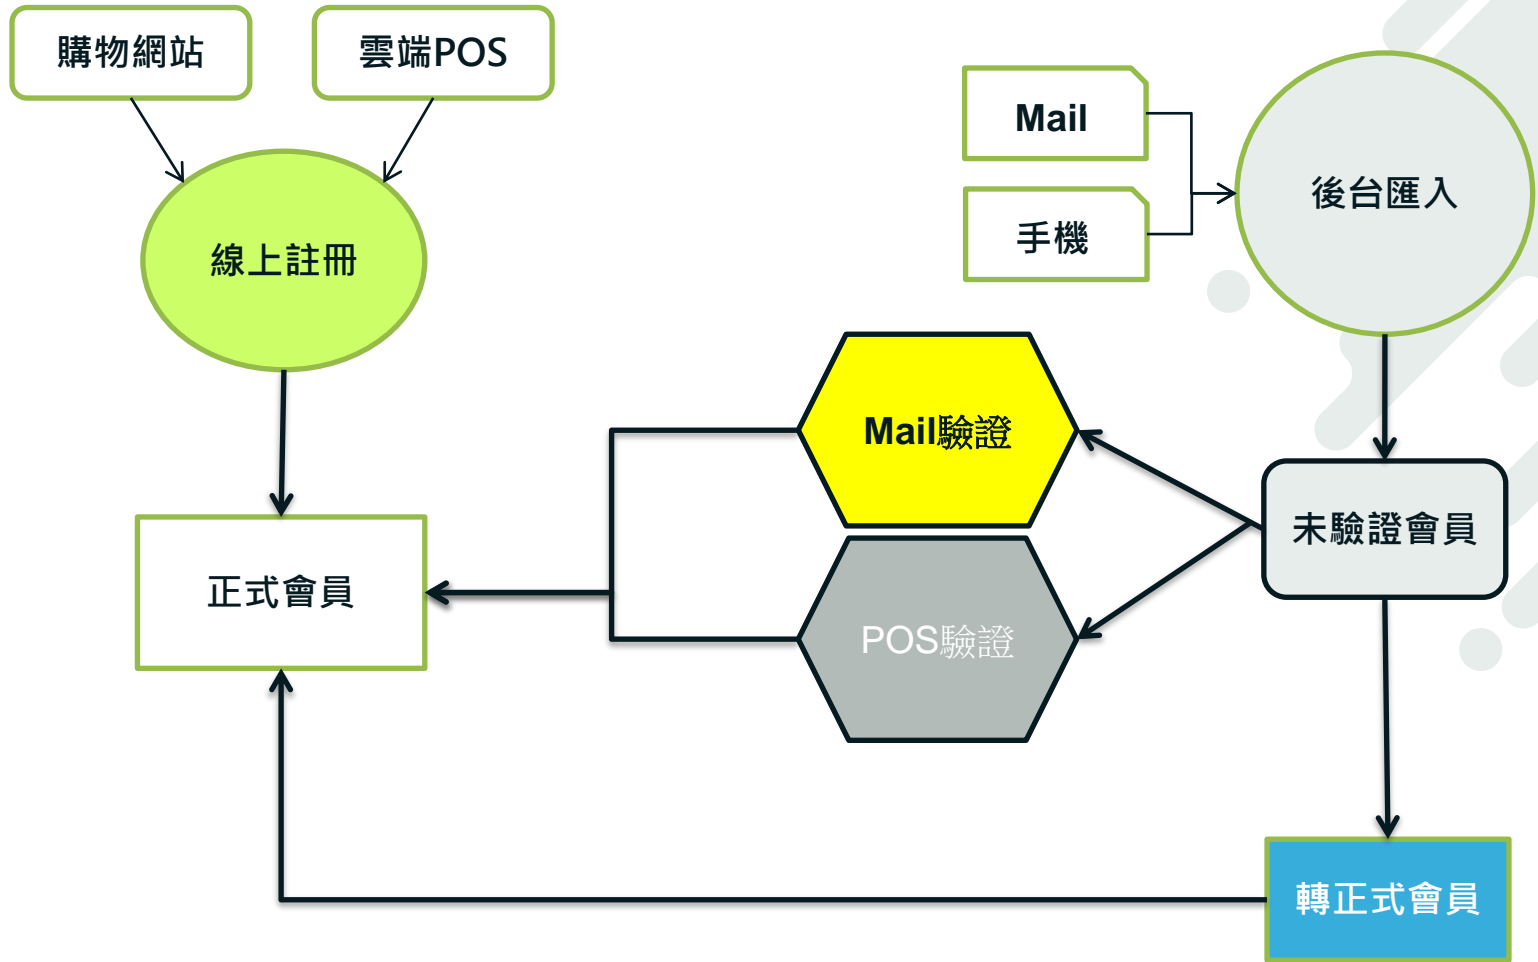 購物網站
雲端POS
Mail
手機
後台匯入
線上註冊
Mail驗證
POS驗證
未驗證會員
正式會員
轉正式會員